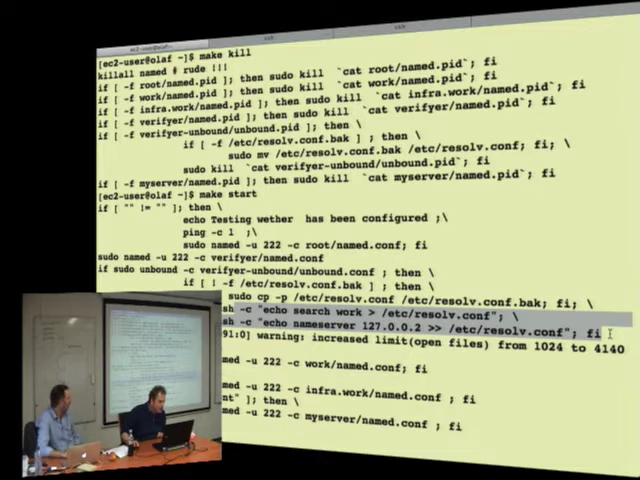 [ec2-user@olaf ~]$ make kill
killall named # rude !!!
if [ -f root/named.pid ]; then sudo kill `cat root/named.pid`; fi
if [ -f work/named.pid ]; then sudo kill `cat work/named.pid`; fi
if [ -f infra.work/named.pid ]; then sudo kill `cat infra.work/named.pid`; fi
if [ -f verifyer/named.pid ]; then sudo kill `cat verifyer/named.pid`; fi
if [ -f verifyer-unbound/unbound.pid ]; then \
if [ -f /etc/resolv.conf.bak ] ; then \
sudo mv /etc/resolv.conf.bak /etc/resolv.conf; fi; \
sudo kill `cat verifyer-unbound/unbound.pid`; fi
if [ -f myserver/named.pid ]; then sudo kill `cat myserver/named.pid`; fi
[ec2-user@olaf ~]$ make start
if [ "" != "" ]; then \
echo Testing wether has been configured ;\
ping -c 1 ;\
sudo named -u 222 -c root/named.conf; fi
sudo named -u 222 -c verifyer/named.conf
if sudo unbound -c verifyer-unbound/unbound.conf ; then \
if [ ! -f /etc/resolv.conf.bak ] ; then \
sudo cp -p /etc/resolv.conf /etc/resolv.conf.bak; fi; \
sh -c "echo search work > /etc/resolv.conf"; \
sh -c "echo nameserver 127.0.0.2 >> /etc/resolv.conf"; fi
91:0] warning: increased limit(open files) from 1024 to 4140
med -u 222 -c work/named.conf; fi
med -u 222 -c infra.work/named.conf ; fi
nt" ]; then \
med -u 222 -c myserver/named.conf ; fi